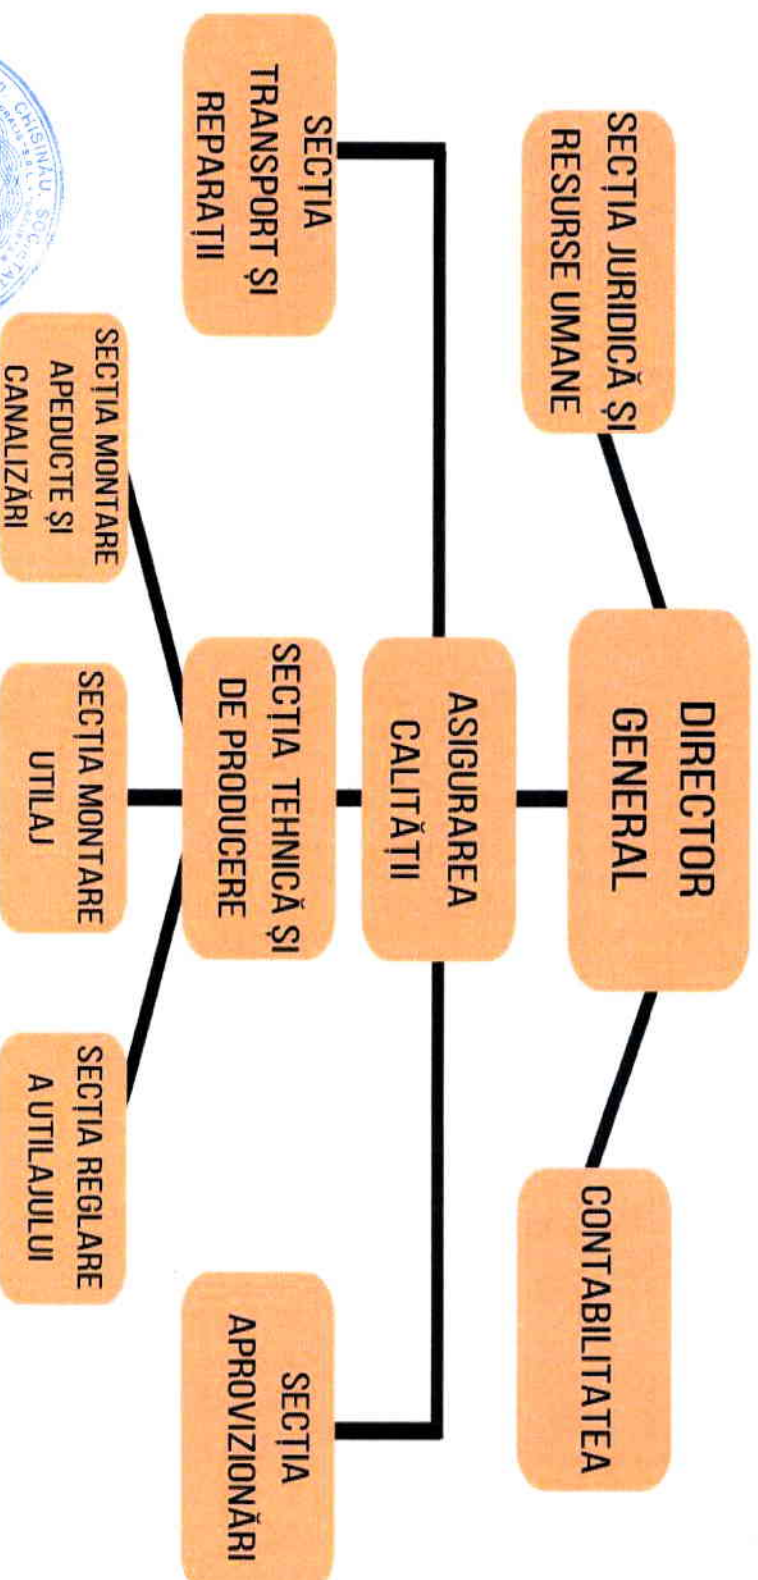 DIRECTOR
GENERAL
SECȚIA JURIDICĂ ȘI
RESURSE UMANE
CONTABILITATEA
ASIGURAREA
CALITĂȚII
SECȚIA
TRANSPORT ȘI
REPARAȚII
SECȚIA TEHNICĂ ȘI
DE PRODUCERE
SECȚIA
APROVIZIONĂRI
SECȚIA MONTARE
APEDUCTE ȘI
CANALIZĂRI
SECȚIA MONTARE
UTILAJ
SECȚIA REGLARE
A UTILAJULUI
CHIȘINĂU